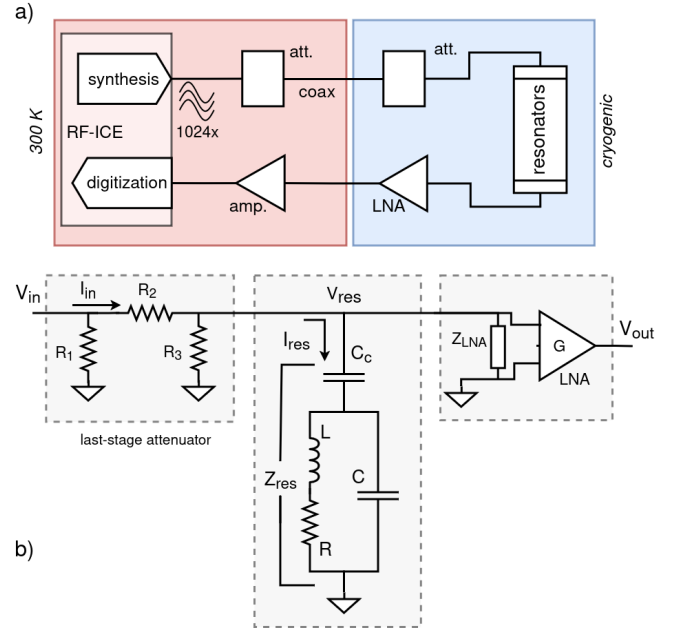 a)
300 K
synthesis
RF-ICE
1024x
digitization
att.
coax
amp.
att.
LNA
resonators
cryogenic
Vin
Iin
R2
R1
R3
last-stage attenuator
Vres
Ires
Cc
L
Zres
C
R
ZLNA
G
LNA
Vout
b)